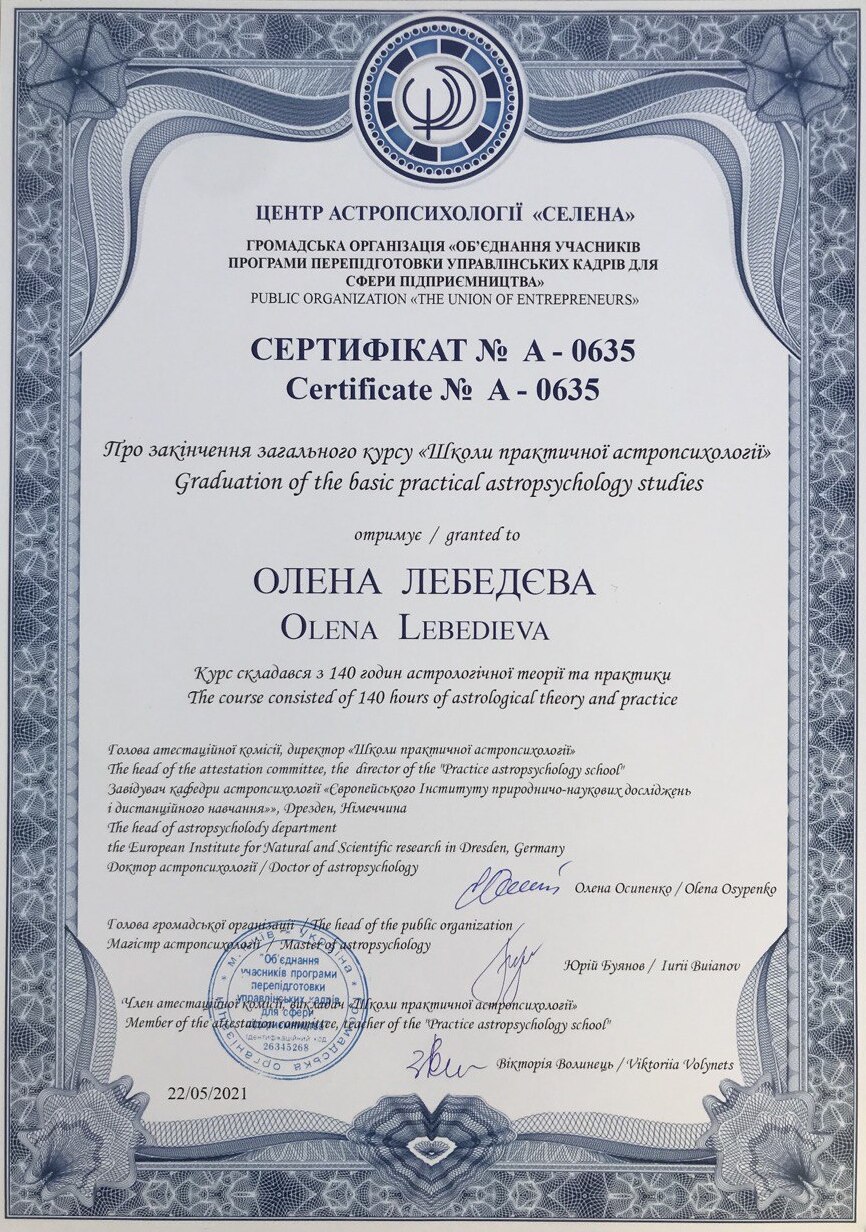 ЦЕНТР АСТРОПСИХОЛОГІЇ «СЕЛЕНА»
ГРОМАДСЬКА ОРГАНІЗАЦІЯ «ОБ'ЄДНАННЯ УЧАСНИКІВ
ПРОГРАМИ ПЕРЕПІДГОТОВКИ УПРАВЛІНСЬКИХ КАДРІВ ДЛЯ
СФЕРИ ПІДПРИЄМНИЦТВА»
PUBLIC ORGANIZATION «THE UNION OF ENTREPRENEURS»
СЕРТИФІКАТ № А - 0635
Certificate № A - 0635
Про закінчення загального курсу «Школи практичної астропсихології»
Graduation of the basic practical astropsychology studies
отримує / granted to
ОЛЕНА ЛЕБЕДЄВА
OLENA LEBEDIEVA
Курс складався з 140 годин астрологічної теорії та практики
The course consisted of 140 hours of astrological theory and practice
Голова атестаційної комісії, директор «Школи практичної астропсихології»
The head of the attestation committee, the director of the "Practice astropsychology school"
Завідувач кафедри астропсихології «Європейського Інституту природничо-наукових досліджень
і дистанційного навчання»», Дрезден, Німеччина
The head of astropsycholody department
the European Institute for Natural and Scientific research in Dresden, Germany
Доктор астропсихології / Doctor of astropsychology
Олена Осипенко / Olena Osypenko
Голова громадської організації / The head of the public organization
Магістр астропсихології / Master of astropsychology
Юрій Буянов / Iurii Buianov
Член атестаційної комісії, викладач «Школи практичної астропсихології»
Member of the attestation committee, teacher of the "Practice astropsychology school"
Вікторія Волинець / Viktoriia Volynets
22/05/2021
* м. Київ * Україна * Громадська організація
"Об'єднання
учасників програми
перепідготовки
управлінських кадрів
для сфери
ідентифікаційний код
26345268